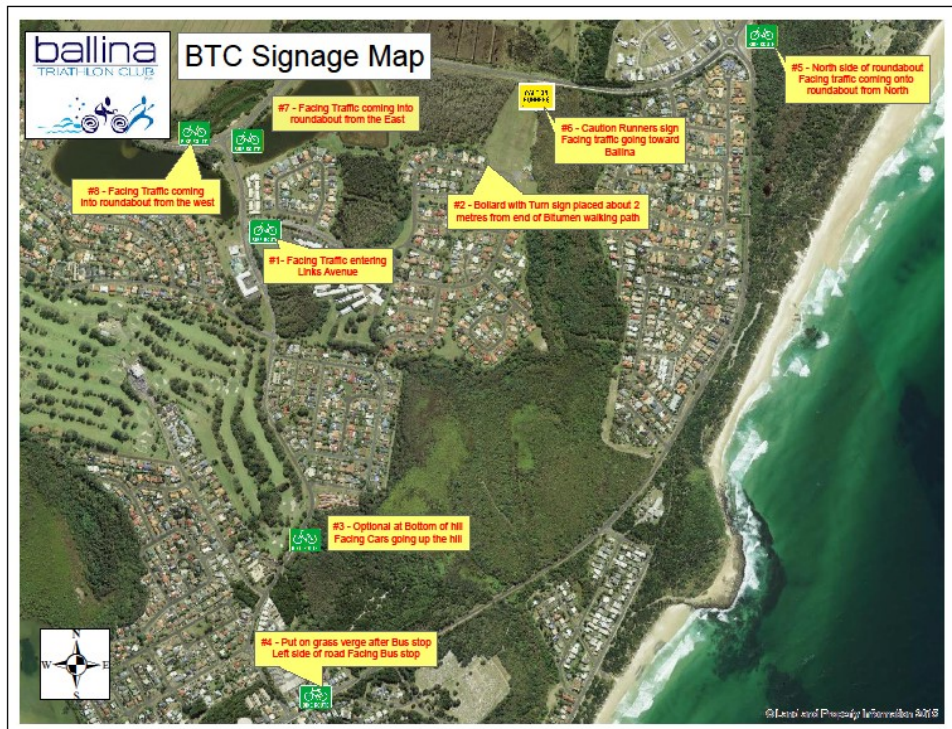 ballina
TRIATHLON CLUB
BTC Signage Map
#5 - North side of roundabout
Facing traffic coming onto
roundabout from North
#7 - Facing Traffic coming into
roundabout from the East
CAUTION
RUNNERS
#6 - Caution Runners sign
Facing traffic going toward
Ballina
#8 - Facing Traffic coming
into roundabout from the west
#2 - Bollard with Turn sign placed about 2
metres from end of Bitumen walking path
#1- Facing Traffic entering
Links Avenue
#3 - Optional at Bottom of hill
Facing Cars going up the hill
#4 - Put on grass verge after Bus stop
Left side of road Facing Bus stop
BIKE ROUTE
N
W E
S
© Land and Property Information 2015